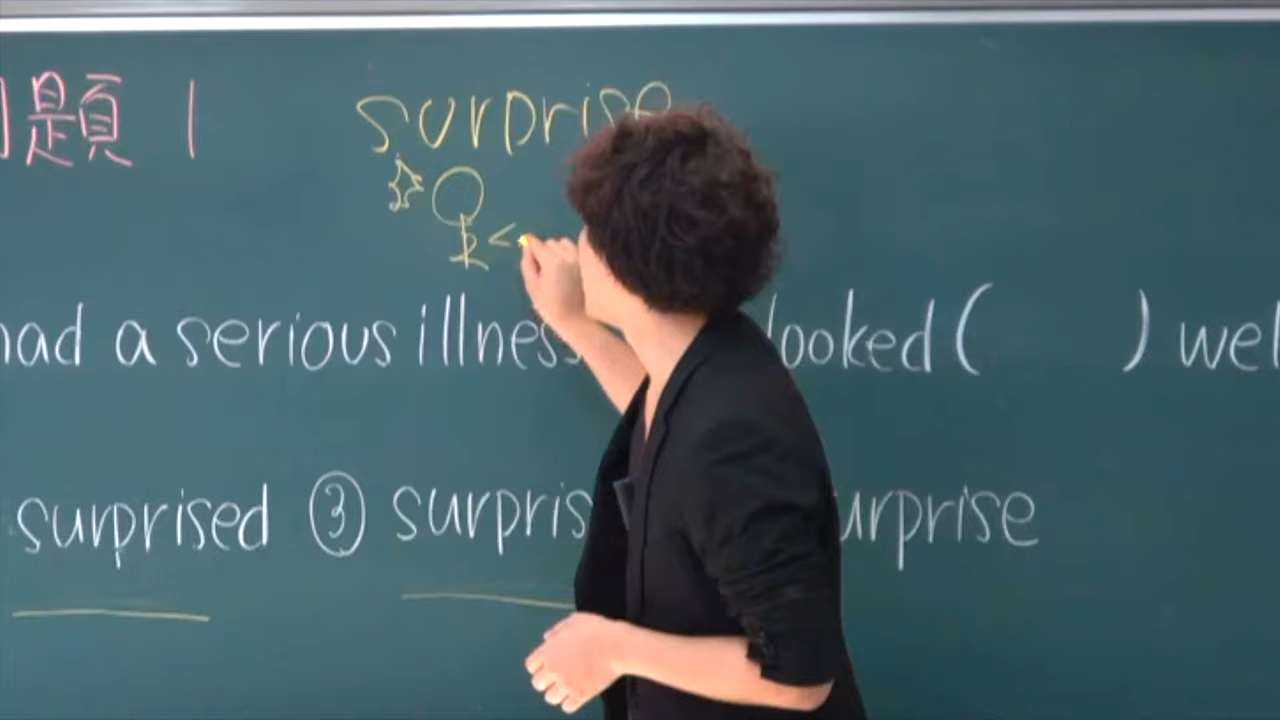 題 1
surprise
had a serious illness looked ( ) wel
surprised ③ surpris urprise